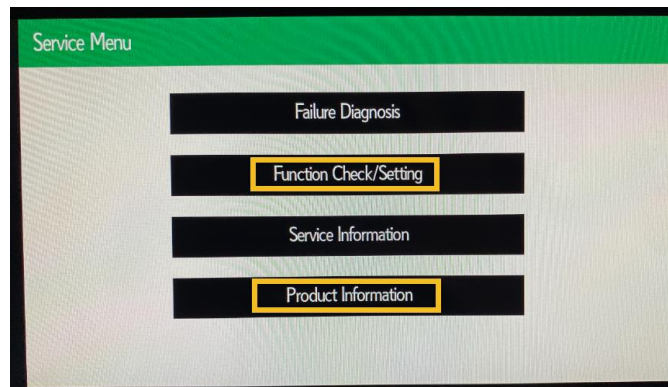 Service Menu
Failure Diagnosis
Function Check/Setting
Service Information
Product Information